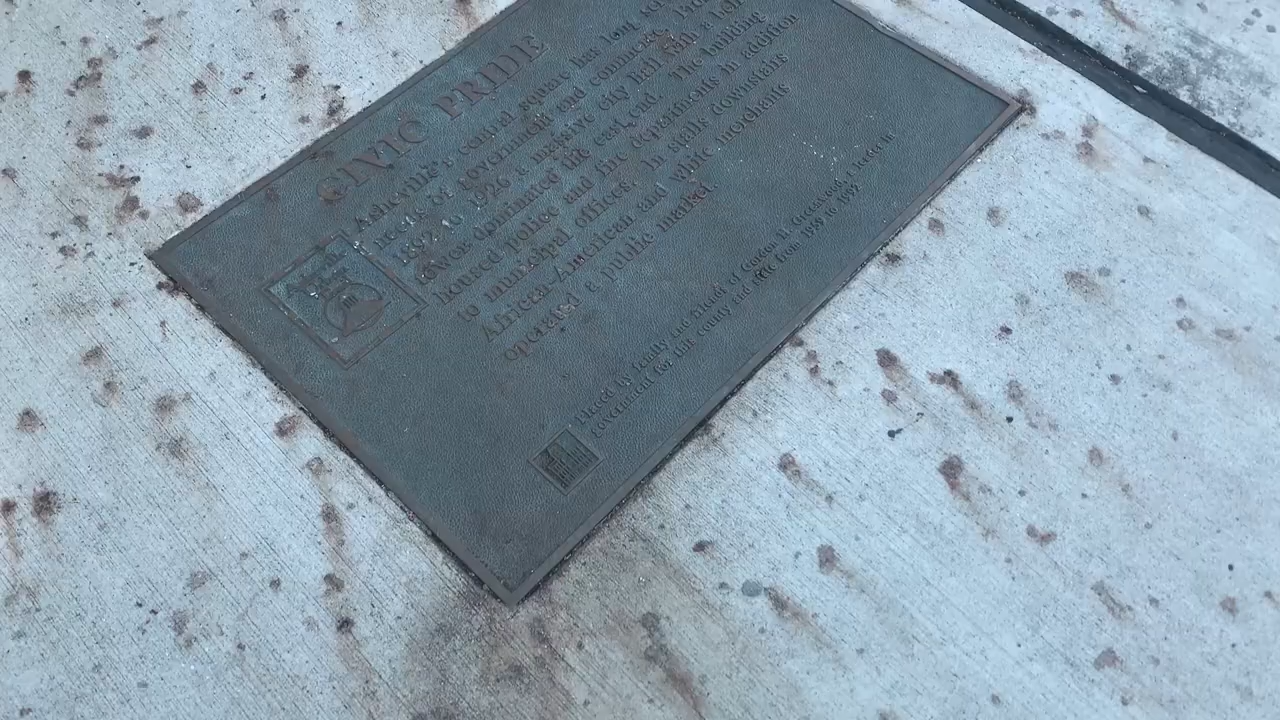 CIVIC PRIDE
Asheville's central square has long ser
needs of government and commerce. From
1892 to 1926 a massive city hall with a
tower dominated the east end. The building
housed police and fire departments in addition
to municipal offices. In stalls downstairs
African-American and white merchants
operated a public market.
Placed by family and friends of Gordon H. Greenwood, a leader in
government for this county and state from 1959 to 1992